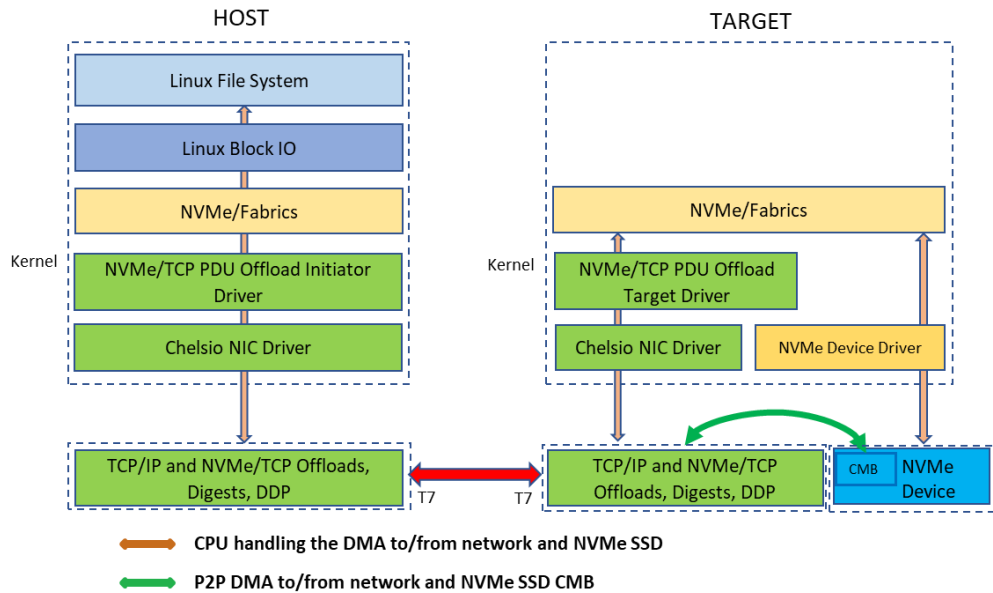 HOST
Linux File System
Linux Block IO
NVMe/Fabrics
Kernel
NVMe/TCP PDU Offload Initiator
Driver
Chelsio NIC Driver
TCP/IP and NVMe/TCP Offloads,
Digests, DDP
T7
TARGET
NVMe/Fabrics
Kernel
NVMe/TCP PDU Offload
Target Driver
Chelsio NIC Driver
NVMe Device Driver
T7
TCP/IP and NVMe/TCP
Offloads, Digests, DDP
CMB
NVMe
Device
CPU handling the DMA to/from network and NVMe SSD
P2P DMA to/from network and NVMe SSD CMB